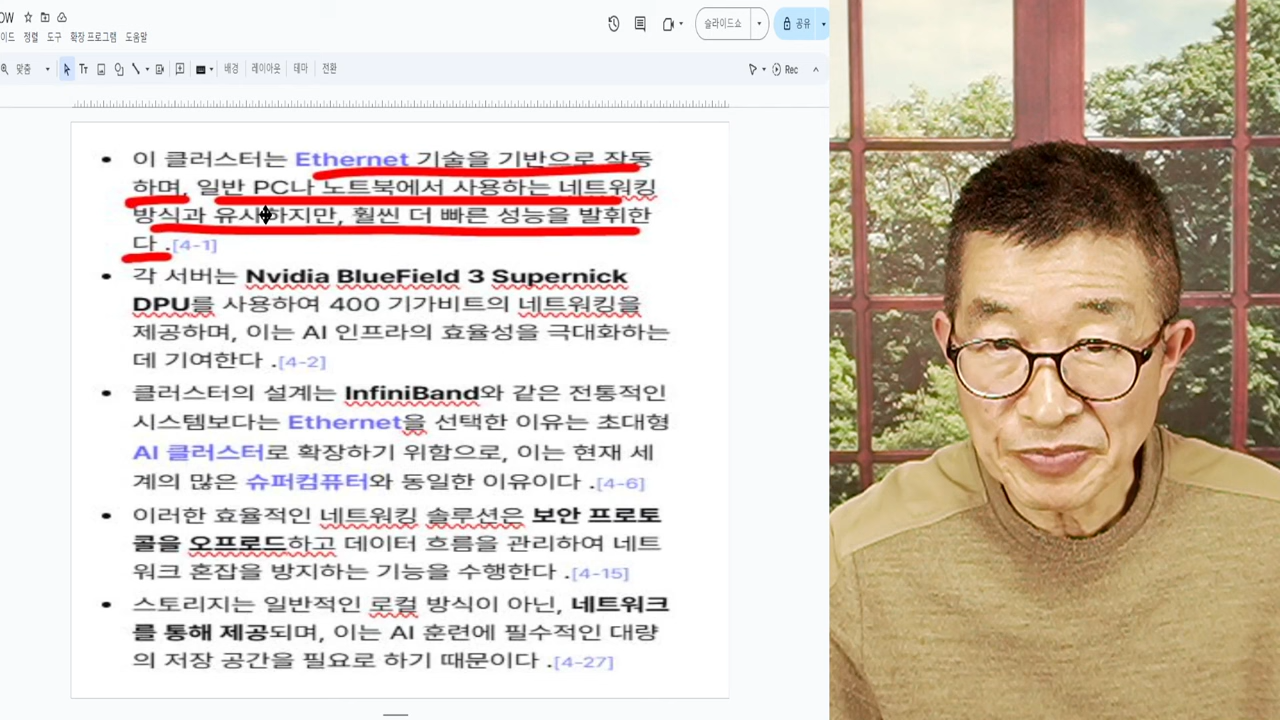 OW
이드 정렬 도구 확장 프로그램 도움말
슬라이드쇼
공유
맞춤 Tr 배경 레이아웃 테마 전환 Rec
• 이 클러스터는 Ethernet 기술을 기반으로 작동
하며, 일반 PC나 노트북에서 사용하는 네트워킹
방식과 유사하지만, 훨씬 더 빠른 성능을 발휘한
다 .[4-1]
• 각 서버는 Nvidia BlueField 3 Supernick
DPU를 사용하여 400 기가비트의 네트워킹을
제공하며, 이는 AI 인프라의 효율성을 극대화하는
데 기여한다 .[4-2]
• 클러스터의 설계는 InfiniBand와 같은 전통적인
시스템보다는 Ethernet을 선택한 이유는 초대형
AI 클러스터로 확장하기 위함으로, 이는 현재 세
계의 많은 슈퍼컴퓨터와 동일한 이유이다 .[4-6]
• 이러한 효율적인 네트워킹 솔루션은 보안 프로토
콜을 오프로드하고 데이터 흐름을 관리하여 네트
워크 혼잡을 방지하는 기능을 수행한다 .[4-15]
• 스토리지는 일반적인 로컬 방식이 아닌, 네트워크
를 통해 제공되며, 이는 AI 훈련에 필수적인 대량
의 저장 공간을 필요로 하기 때문이다 .[4-27]